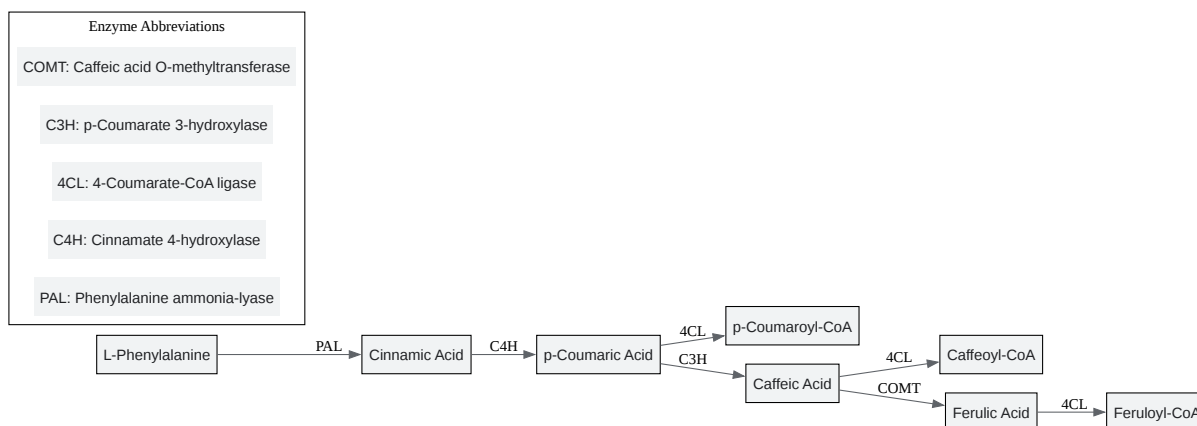 Enzyme Abbreviations
COMT: Caffeic acid O-methyltransferase
C3H: p-Coumarate 3-hydroxylase
4CL: 4-Coumarate-CoA ligase
C4H: Cinnamate 4-hydroxylase
PAL: Phenylalanine ammonia-lyase
L-Phenylalanine
PAL
Cinnamic Acid
C4H
p-Coumaric Acid
4CL
p-Coumaroyl-CoA
C3H
Caffeic Acid
4CL
Caffeoyl-CoA
COMT
Ferulic Acid
4CL
Feruloyl-CoA